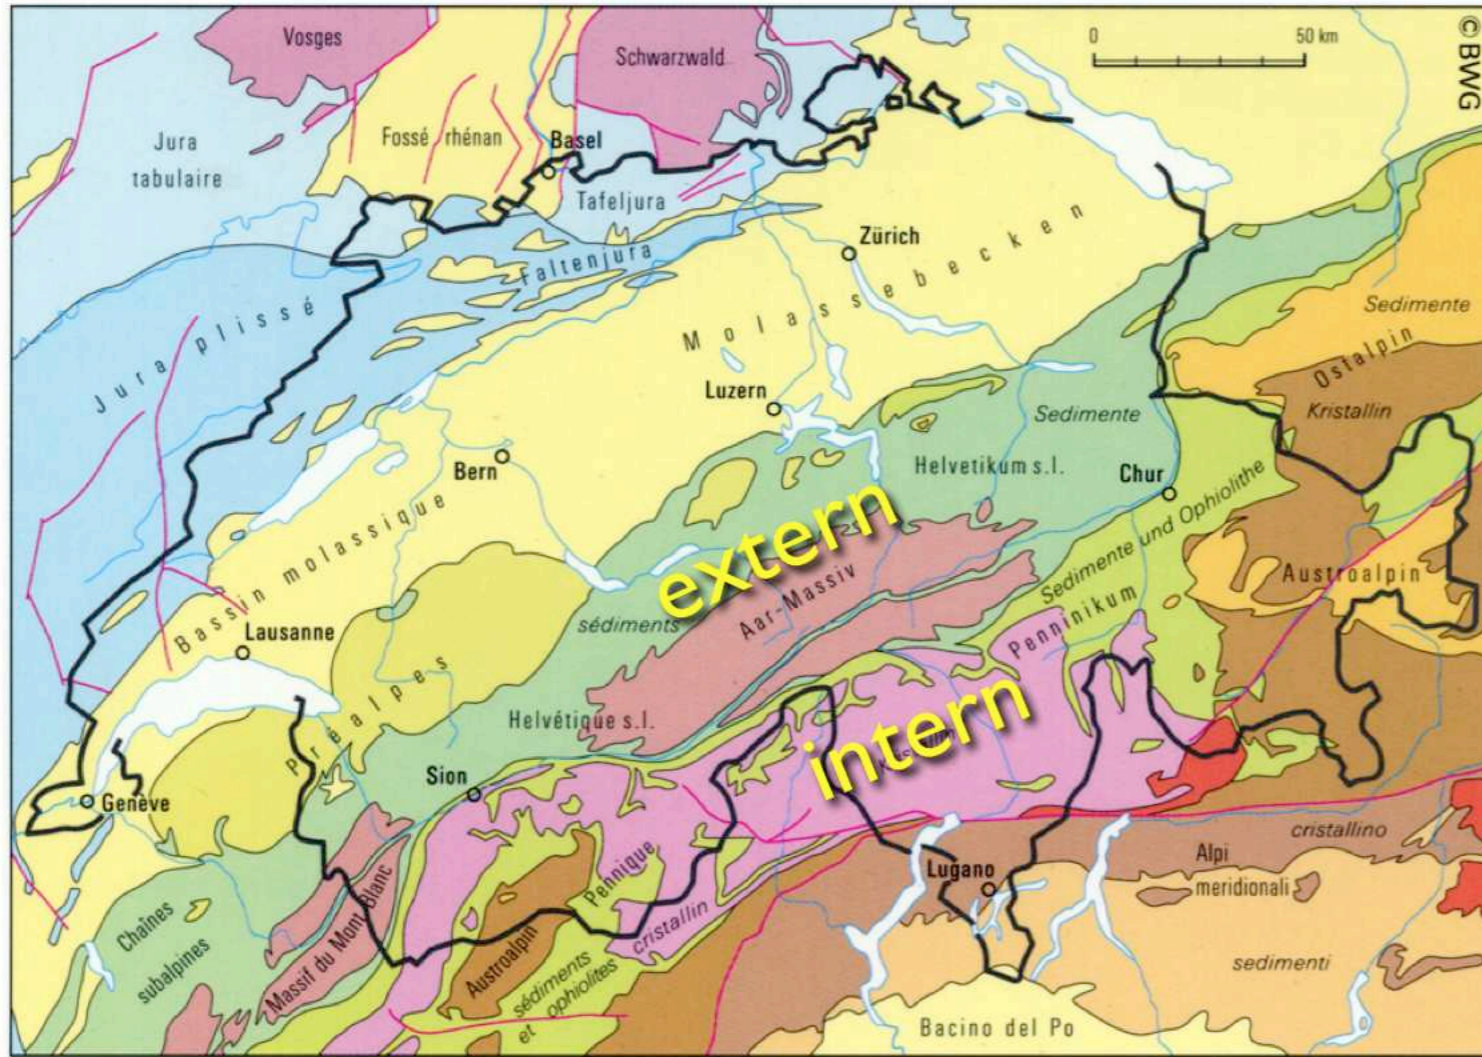 Vosges
Schwarzwald
0 50 km
© BWG
Jura
tabulaire
Fossé rhénan
Basel
Tafeljura
Zürich
Faltenjura
Molassebecken
Jura plissé
Sedimente
Ostalpin
Kristallin
Luzern
Sedimente
Helvetikum s.l.
Chur
Bern
Bassin molassique
extern
Sedimente und Ophiolithe
Austroalpin
Aar-Massiv
sédiments
Lausanne
Penninikum
Préalpes
Helvétique s.l.
intern
Sion
Genève
cristallino
Alpi
meridionali
Lugano
Pennique
Chaînes
subalpines
Massif du Mont Blanc
Austroalpin
cristallin
sédiments
et ophiolites
sedimenti
Bacino del Po